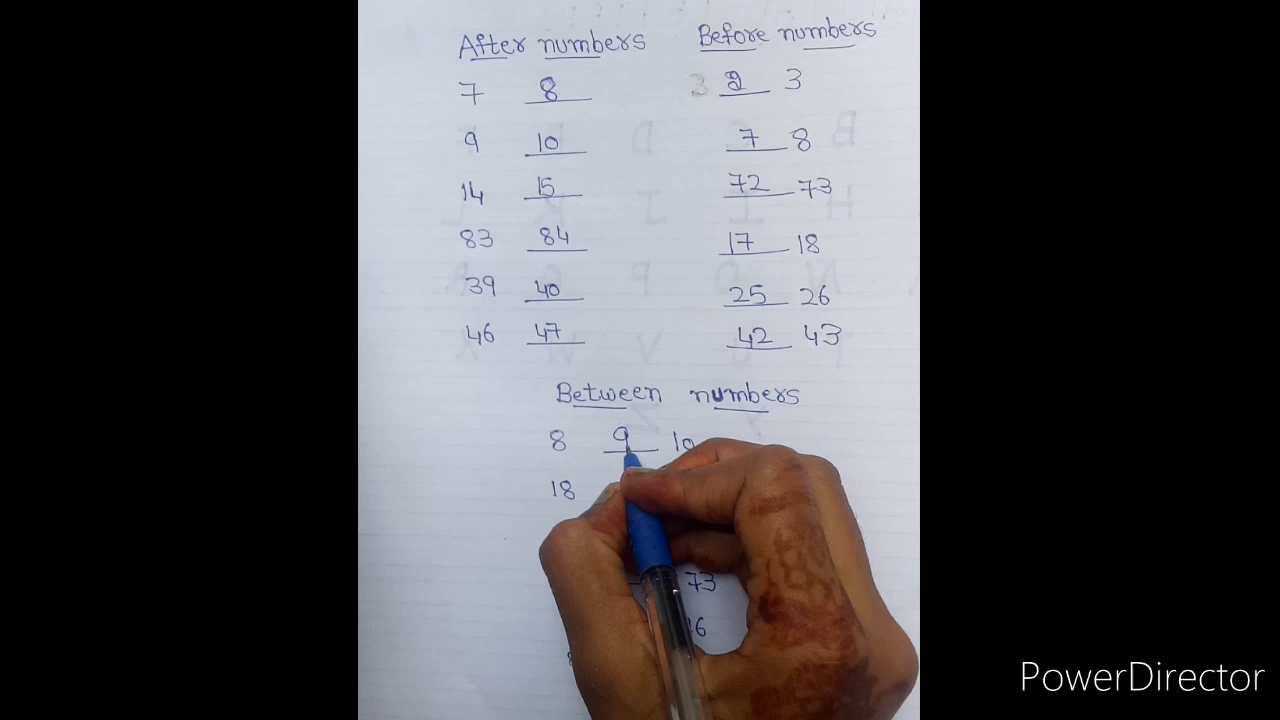 After numbers Before numbers
7 8 3 2 3
9 10 7 8
14 15 72 73
83 84 17 18
39 40 25 26
46 47 42 43
Between numbers
8 9 10
18
73
PowerDirector